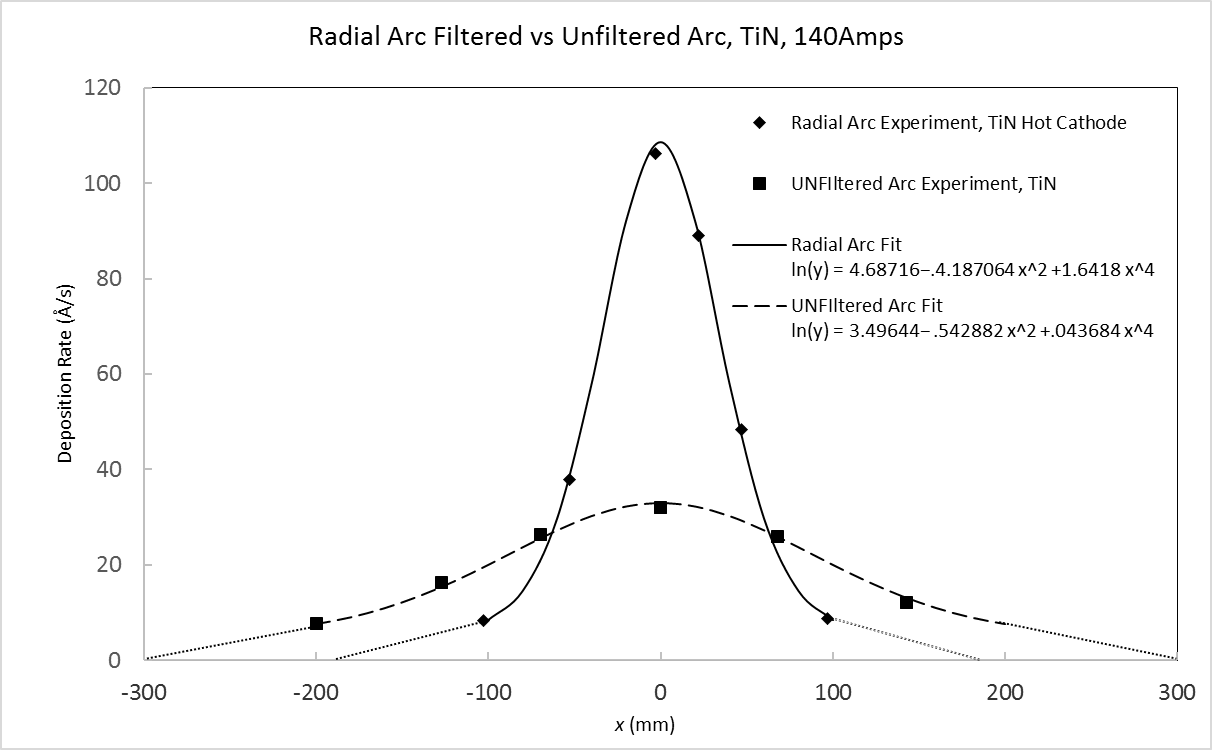 Radial Arc Filtered vs Unfiltered Arc, TiN, 140Amps
120
100
80
60
40
20
0
Deposition Rate (Å/s)
Radial Arc Experiment, TiN Hot Cathode
UNFIltered Arc Experiment, TiN
Radial Arc Fit
ln(y) = 4.68716−.4.187064 x^2 +1.6418 x^4
UNFIltered Arc Fit
ln(y) = 3.49644− .542882 x^2 +.043684 x^4
-300 -200 -100 0 100 200 300
x (mm)